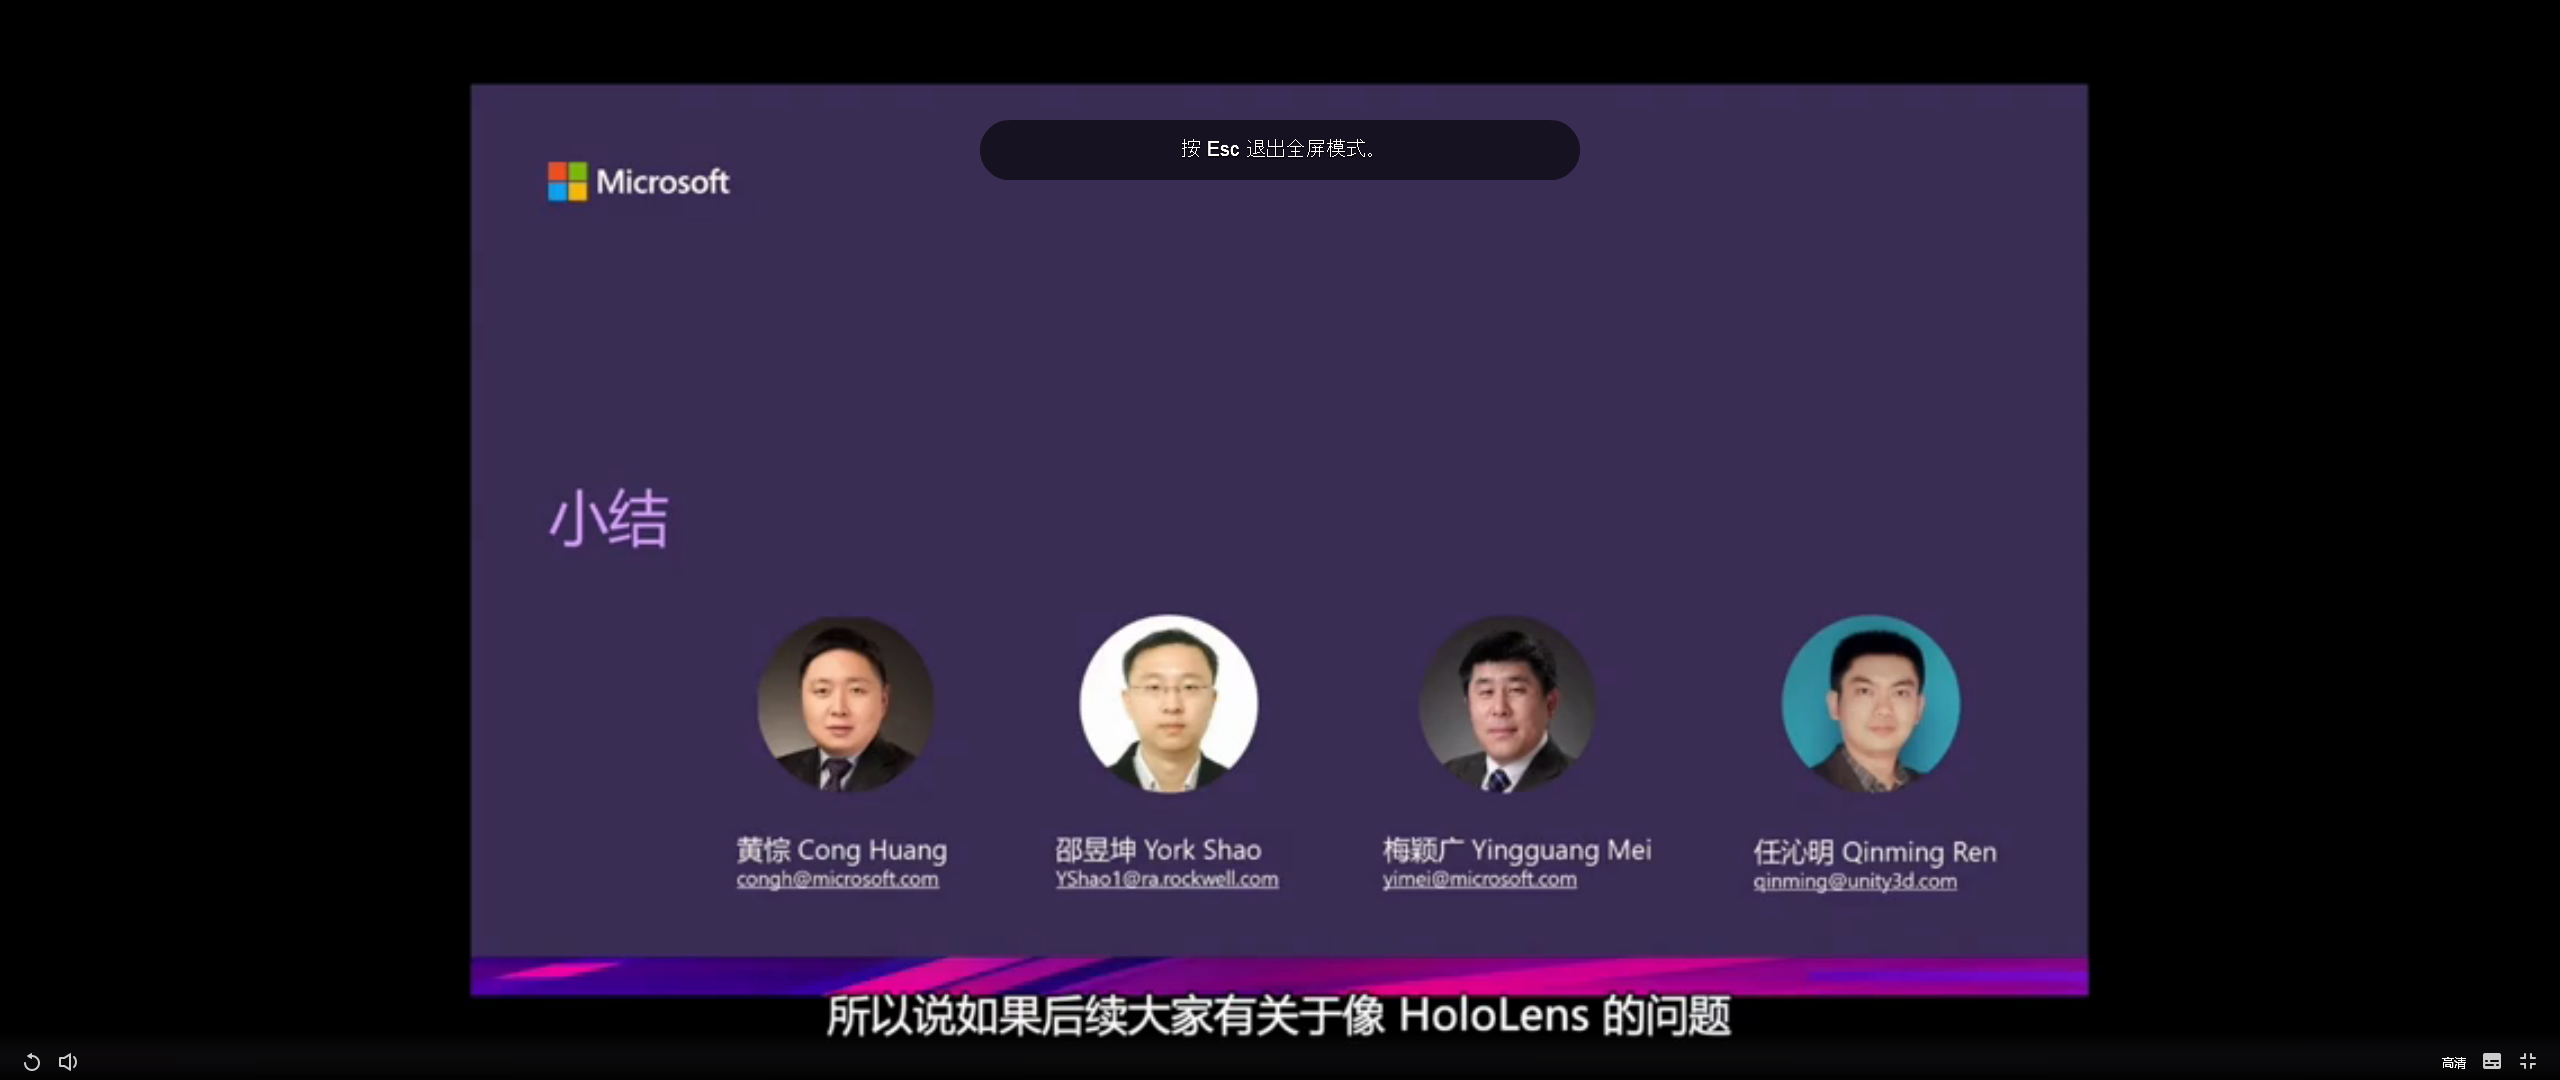 按 Esc 退出全屏模式。
Microsoft
小结
黄悰 Cong Huang
congh@microsoft.com
邵昱坤 York Shao
YShao1@ra.rockwell.com
梅颖广 Yingguang Mei
yimei@microsoft.com
任沁明 Qinming Ren
qinming@unity3d.com
所以说如果后续大家有关于像 HoloLens 的问题
高清